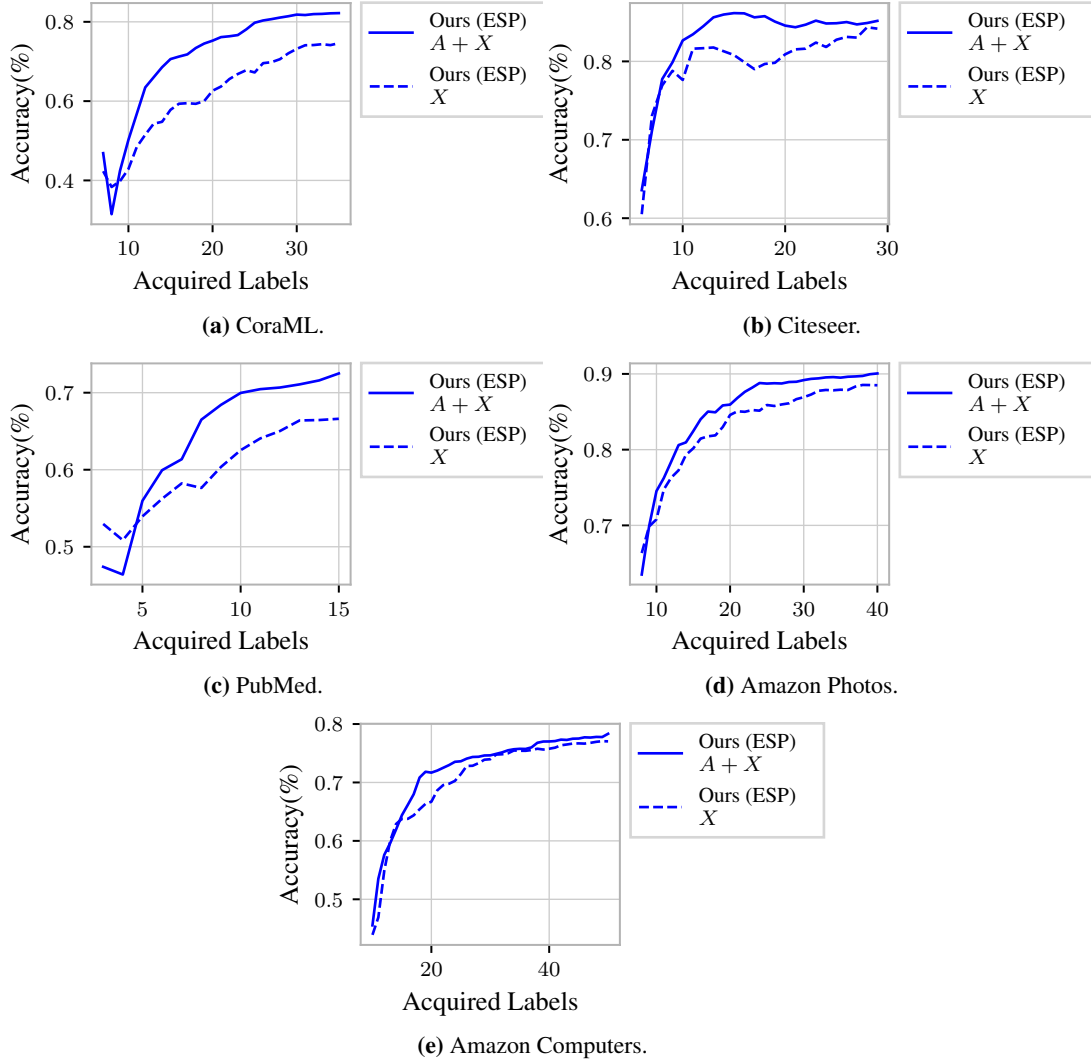 Accuracy(%)
0.8
0.6
0.4
10 20 30
Acquired Labels
Ours (ESP)
A + X
Ours (ESP)
X
(a) CoraML.
Accuracy(%)
0.8
0.7
0.6
10 20 30
Acquired Labels
Ours (ESP)
A + X
Ours (ESP)
X
(b) Citeseer.
Accuracy(%)
0.7
0.6
0.5
5 10 15
Acquired Labels
Ours (ESP)
A + X
Ours (ESP)
X
(c) PubMed.
Accuracy(%)
0.9
0.8
0.7
10 20 30 40
Acquired Labels
Ours (ESP)
A + X
Ours (ESP)
X
(d) Amazon Photos.
Accuracy(%)
0.8
0.7
0.6
0.5
20 40
Acquired Labels
Ours (ESP)
A + X
Ours (ESP)
X
(e) Amazon Computers.